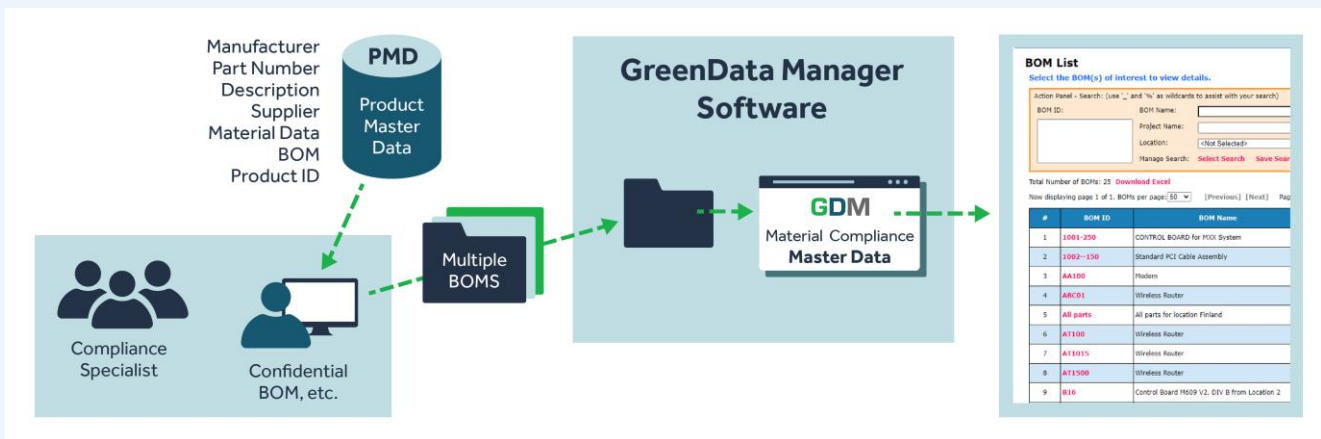 Manufacturer
Part Number
Description
Supplier
Material Data
BOM
Product ID
PMD
Product
Master
Data
Compliance
Specialist
Confidential
BOM, etc.
Multiple
BOMS
GreenData Manager
Software
GDM
Material Compliance
Master Data
BOM List
Select the BOM(s) of interest to view details.
Action Panel - Search: (use '_' and '%' as wildcards to assist with your search)
BOM ID:
BOM Name:
Project Name:
Location: <Not Selected>
Manage Search: Select Search Save Sear
Total Number of BOMs: 25 Download Excel
Now displaying page 1 of 1. BOMs per page: 50 [Previous] [Next] Pag
# BOM ID BOM Name
1 1001-250 CONTROL BOARD for MXX System
2 1002--150 Standard PCI Cable Assembly
3 AA100 Modem
4 ABC01 Wireless Router
5 All parts All parts for location Finland
6 AT100 Wireless Router
7 AT1015 Wireless Router
8 AT1500 Wireless Router
9 B16 Control Board M609 V2, DIV B from Location 2